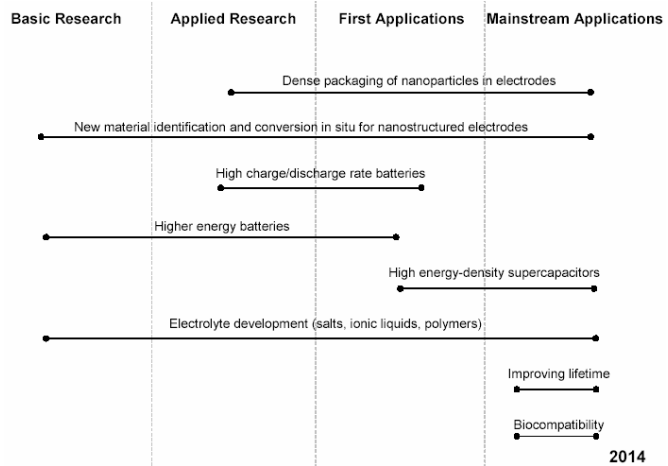 Basic Research Applied Research First Applications Mainstream Applications
Dense packaging of nanoparticles in electrodes
New material identification and conversion in situ for nanostructured electrodes
High charge/discharge rate batteries
Higher energy batteries
High energy-density supercapacitors
Electrolyte development (salts, ionic liquids, polymers)
Improving lifetime
Biocompatibility
2014